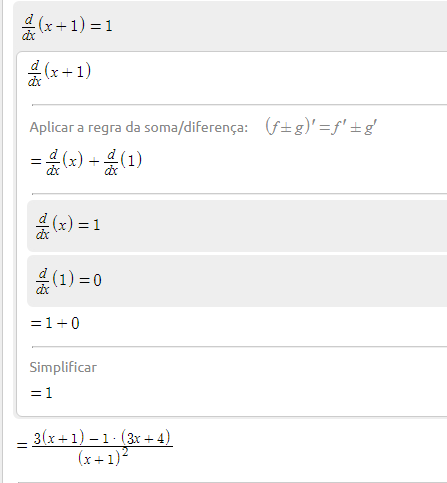 d/dx (x + 1) = 1
d/dx (x + 1)
Aplicar a regra da soma/diferença: (f ± g)′ = f′ ± g′
= d/dx (x) + d/dx (1)
d/dx (x) = 1
d/dx (1) = 0
= 1 + 0
Simplificar
= 1
= 3(x + 1) − 1 · (3x + 4) / (x + 1)²